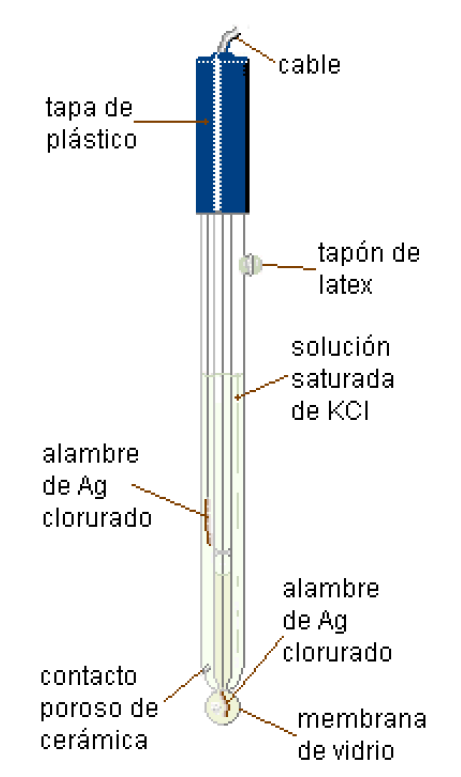 cable
tapa de
plástico
tapón de
latex
solución
saturada
de KCl
alambre
de Ag
clorurado
alambre
de Ag
clorurado
contacto
poroso de
cerámica
membrana
de vidrio